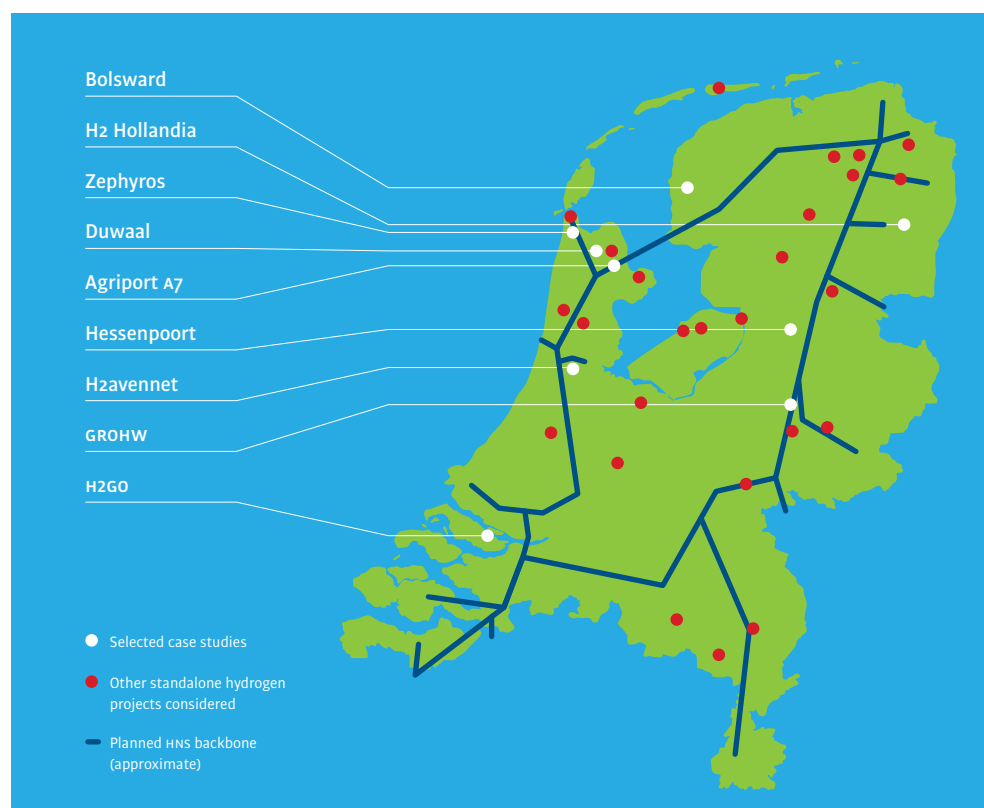 Bolsward
H2 Hollandia
Zephyros
Duwaal
Agriport A7
Hessenpoort
H2avennet
GROHW
H2GO
Selected case studies
Other standalone hydrogen
projects considered
Planned HNS backbone
(approximate)